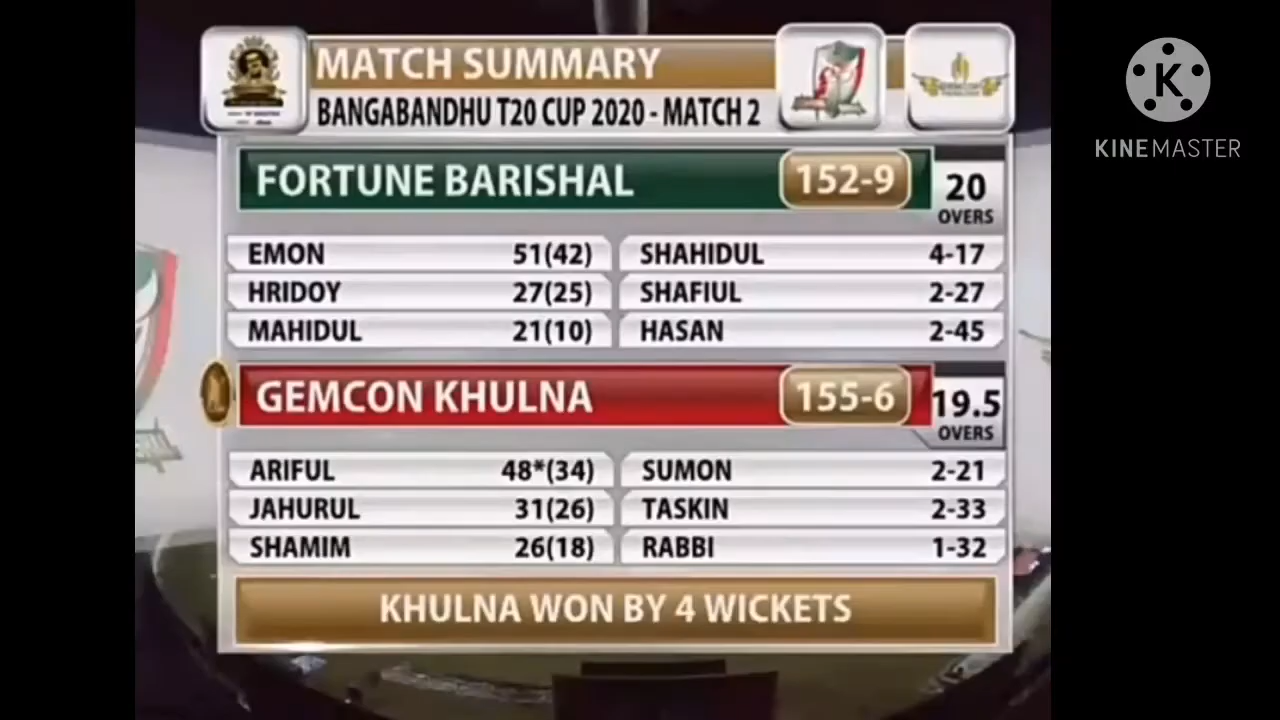 MATCH SUMMARY
BANGABANDHU T20 CUP 2020 - MATCH 2
FORTUNE BARISHAL 152-9 20 OVERS
EMON 51(42) SHAHIDUL 4-17
HRIDOY 27(25) SHAFIUL 2-27
MAHIDUL 21(10) HASAN 2-45
GEMCON KHULNA 155-6 19.5 OVERS
ARIFUL 48*(34) SUMON 2-21
JAHURUL 31(26) TASKIN 2-33
SHAMIM 26(18) RABBI 1-32
KHULNA WON BY 4 WICKETS
K
KINEMASTER